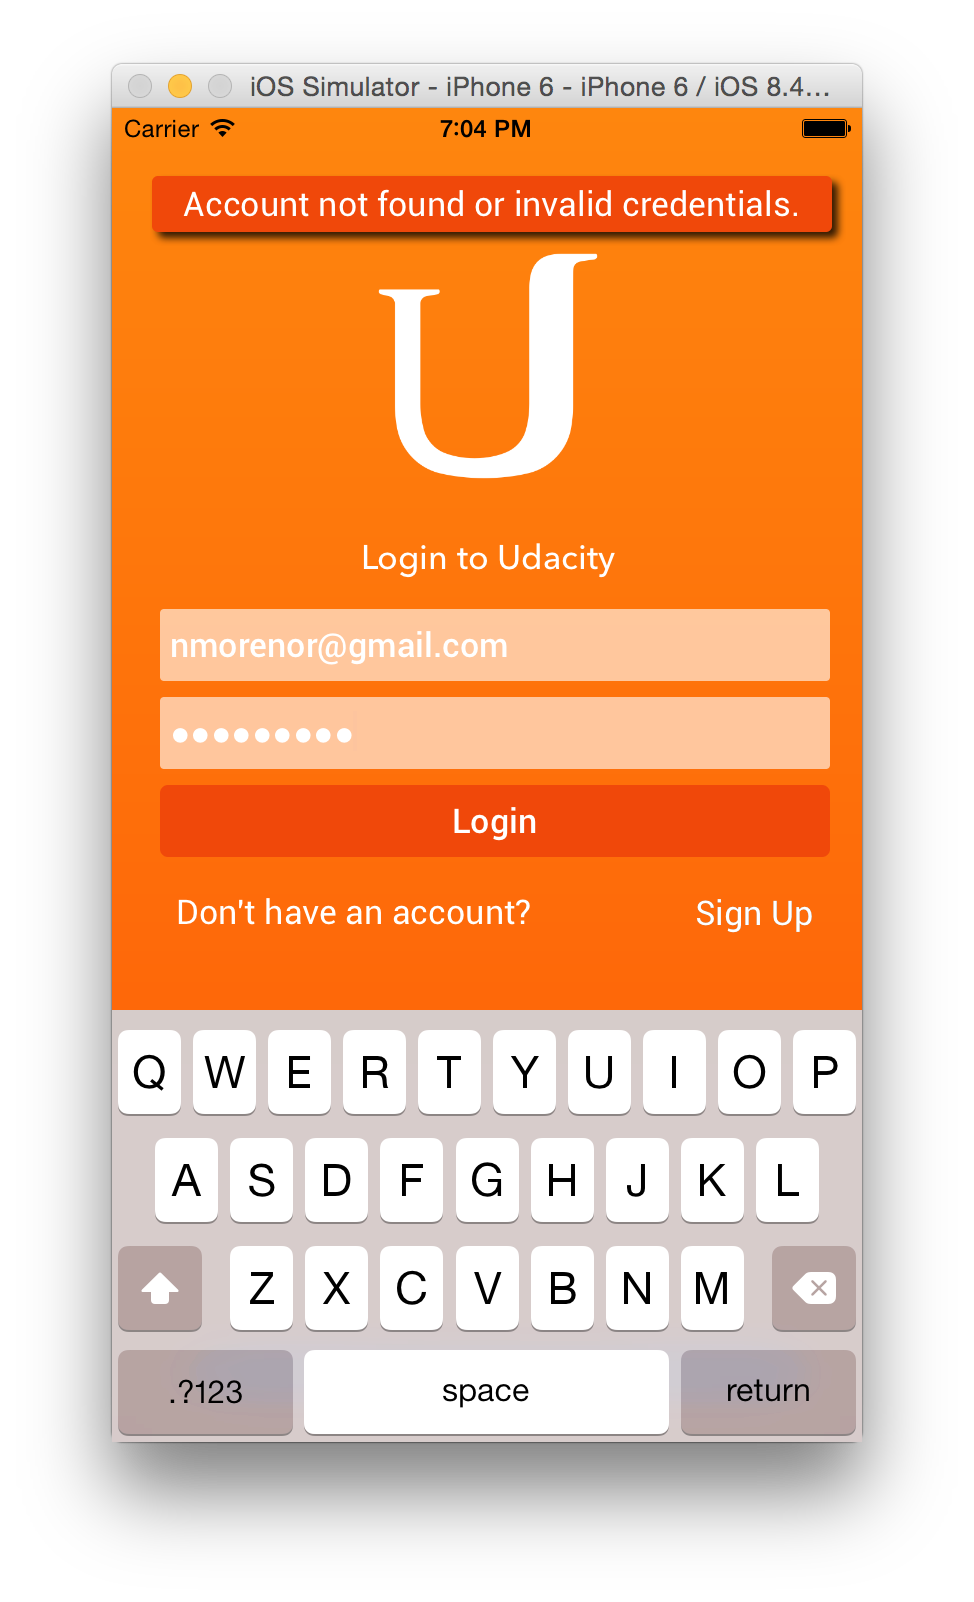 iOS Simulator - iPhone 6 - iPhone 6 / iOS 8.4...
Carrier 7:04 PM
Account not found or invalid credentials.
U
Login to Udacity
nmorenor@gmail.com
●●●●●●●●●
Login
Don't have an account? Sign Up
Q W E R T Y U I O P
A S D F G H J K L
Z X C V B N M
.?123 space return